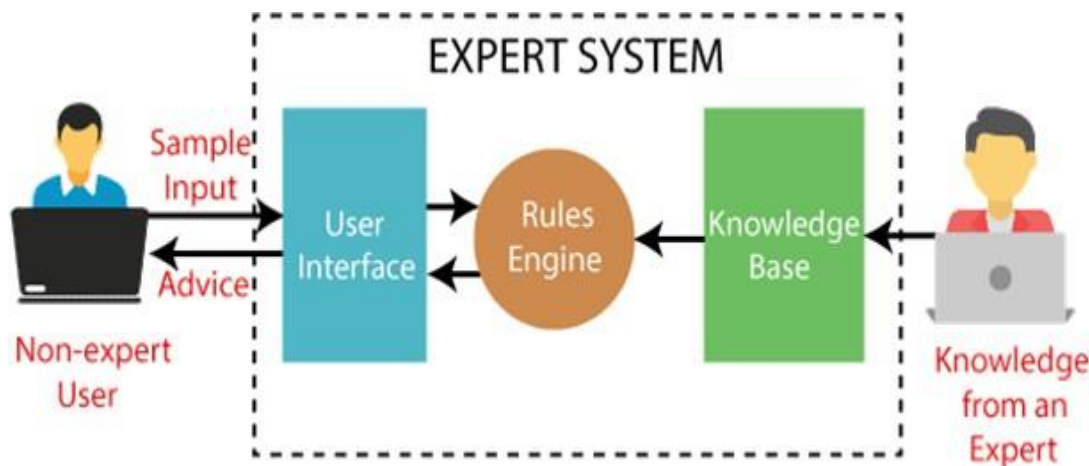 EXPERT SYSTEM
Sample
Input
Advice
Non-expert
User
User
Interface
Rules
Engine
Knowledge
Base
Knowledge
from an
Expert